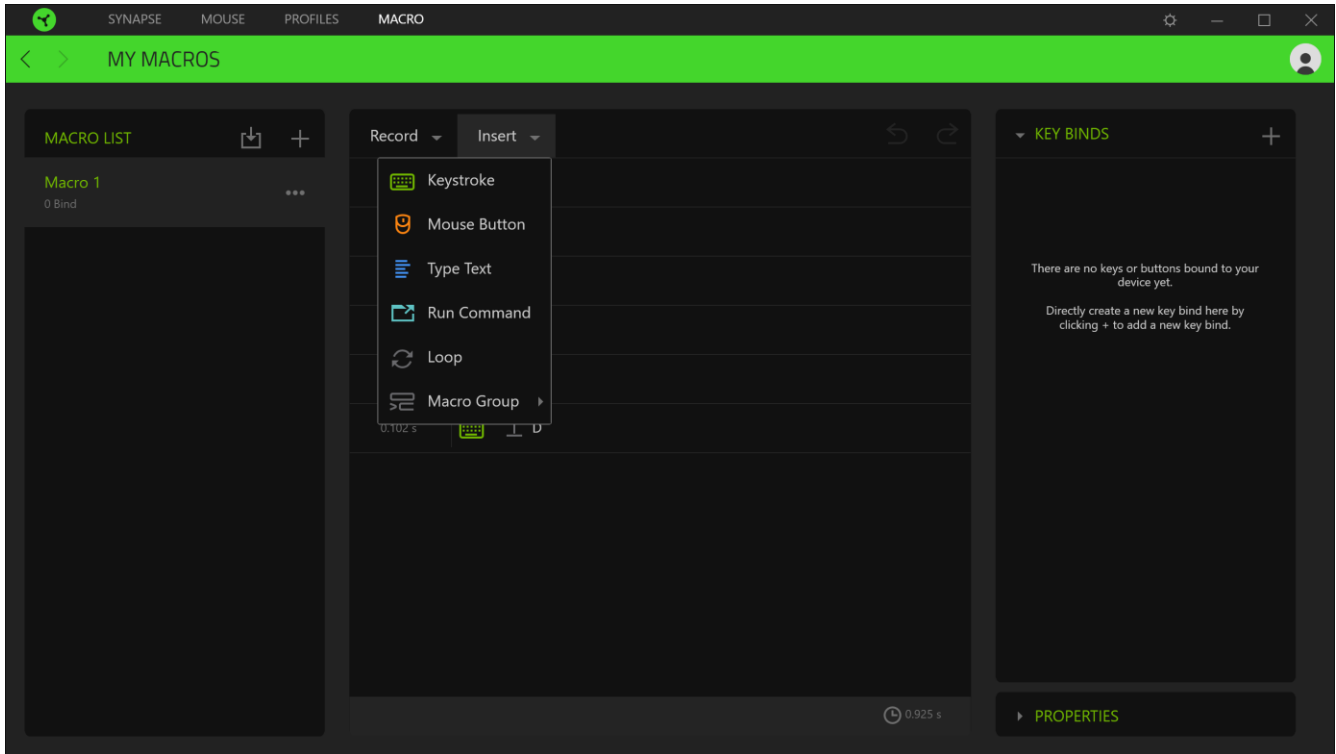 SYNAPSE MOUSE PROFILES MACRO
MY MACROS
MACRO LIST
Macro 1
0 Bind
Record Insert
Keystroke
Mouse Button
Type Text
Run Command
Loop
Macro Group
0.102 s D
0.925 s
KEY BINDS
There are no keys or buttons bound to your
device yet.
Directly create a new key bind here by
clicking + to add a new key bind.
PROPERTIES